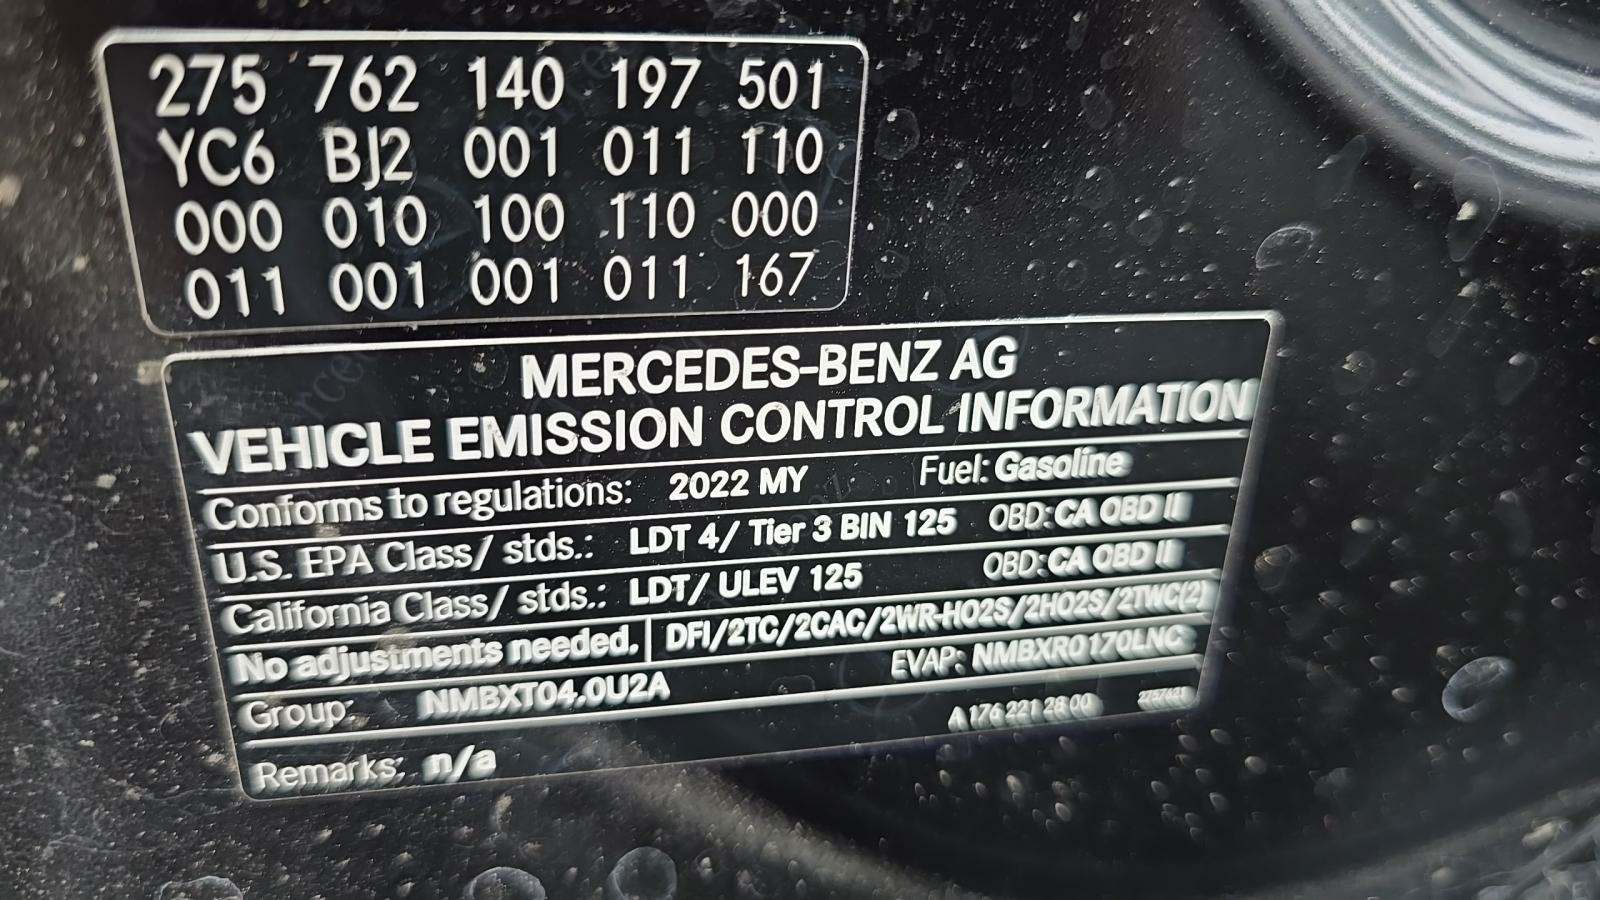 275 762 140 197 501
YC6 BJ2 001 011 110
000 010 100 110 000
011 001 001 011 167
MERCEDES-BENZ AG
VEHICLE EMISSION CONTROL INFORMATION
Conforms to regulations: 2022 MY Fuel: Gasoline
U.S. EPA Class/ stds.: LDT 4/ Tier 3 BIN 125 OBD: CA OBD II
California Class/ stds.: LDT/ ULEV 125 OBD: CA OBD II
No adjustments needed. DFI/2TC/2CAC/2WR-HO2S/2HO2S/2TWC(2)
Group: NMBXT04.0U2A EVAP: NMBXR0170LNC
Remarks: n/a A 176 221 28 00